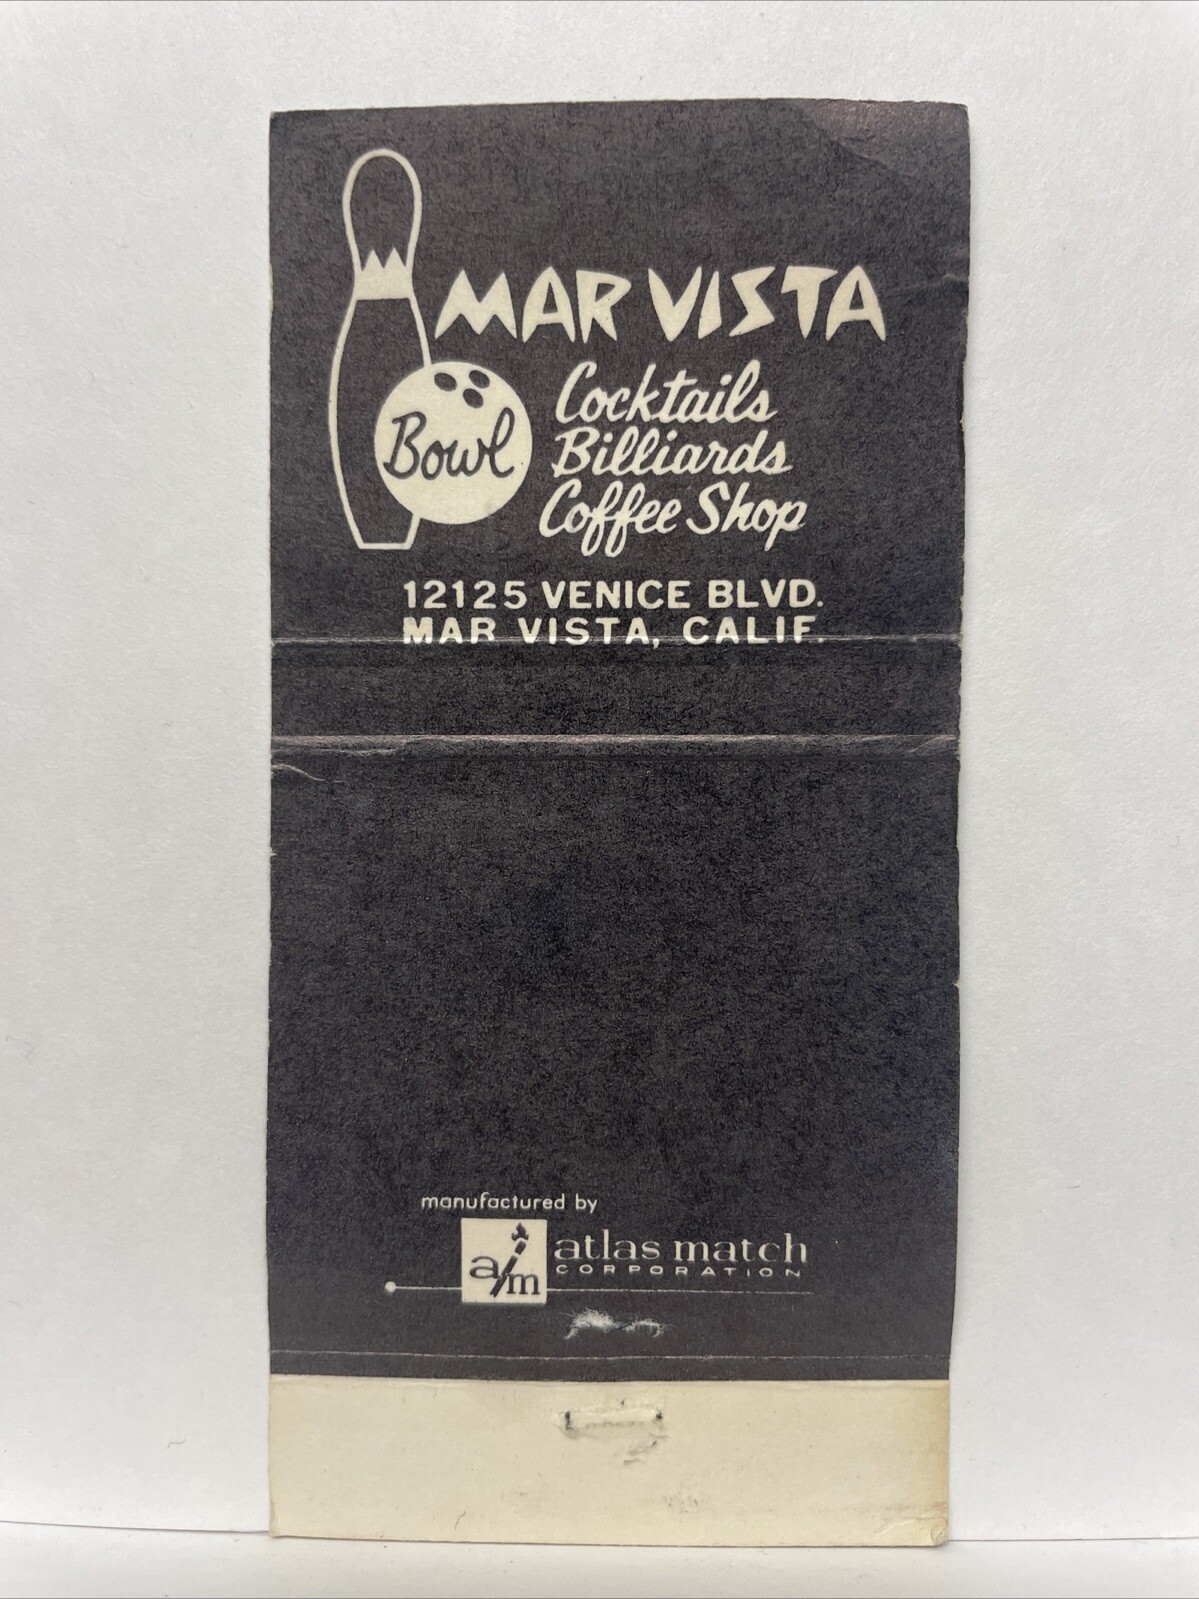 MAR VISTA
Bowl
Cocktails
Billiards
Coffee Shop
12125 VENICE BLVD.
MAR VISTA, CALIF.
manufactured by
a/m
atlas match
CORPORATION